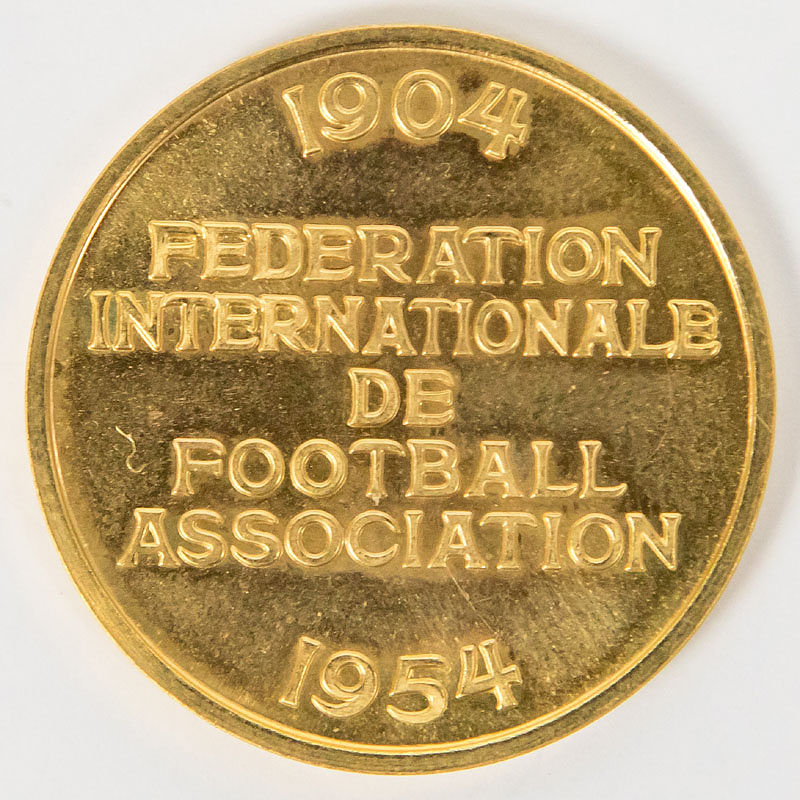 1904
FEDERATION
INTERNATIONALE
DE
FOOTBALL
ASSOCIATION
1954